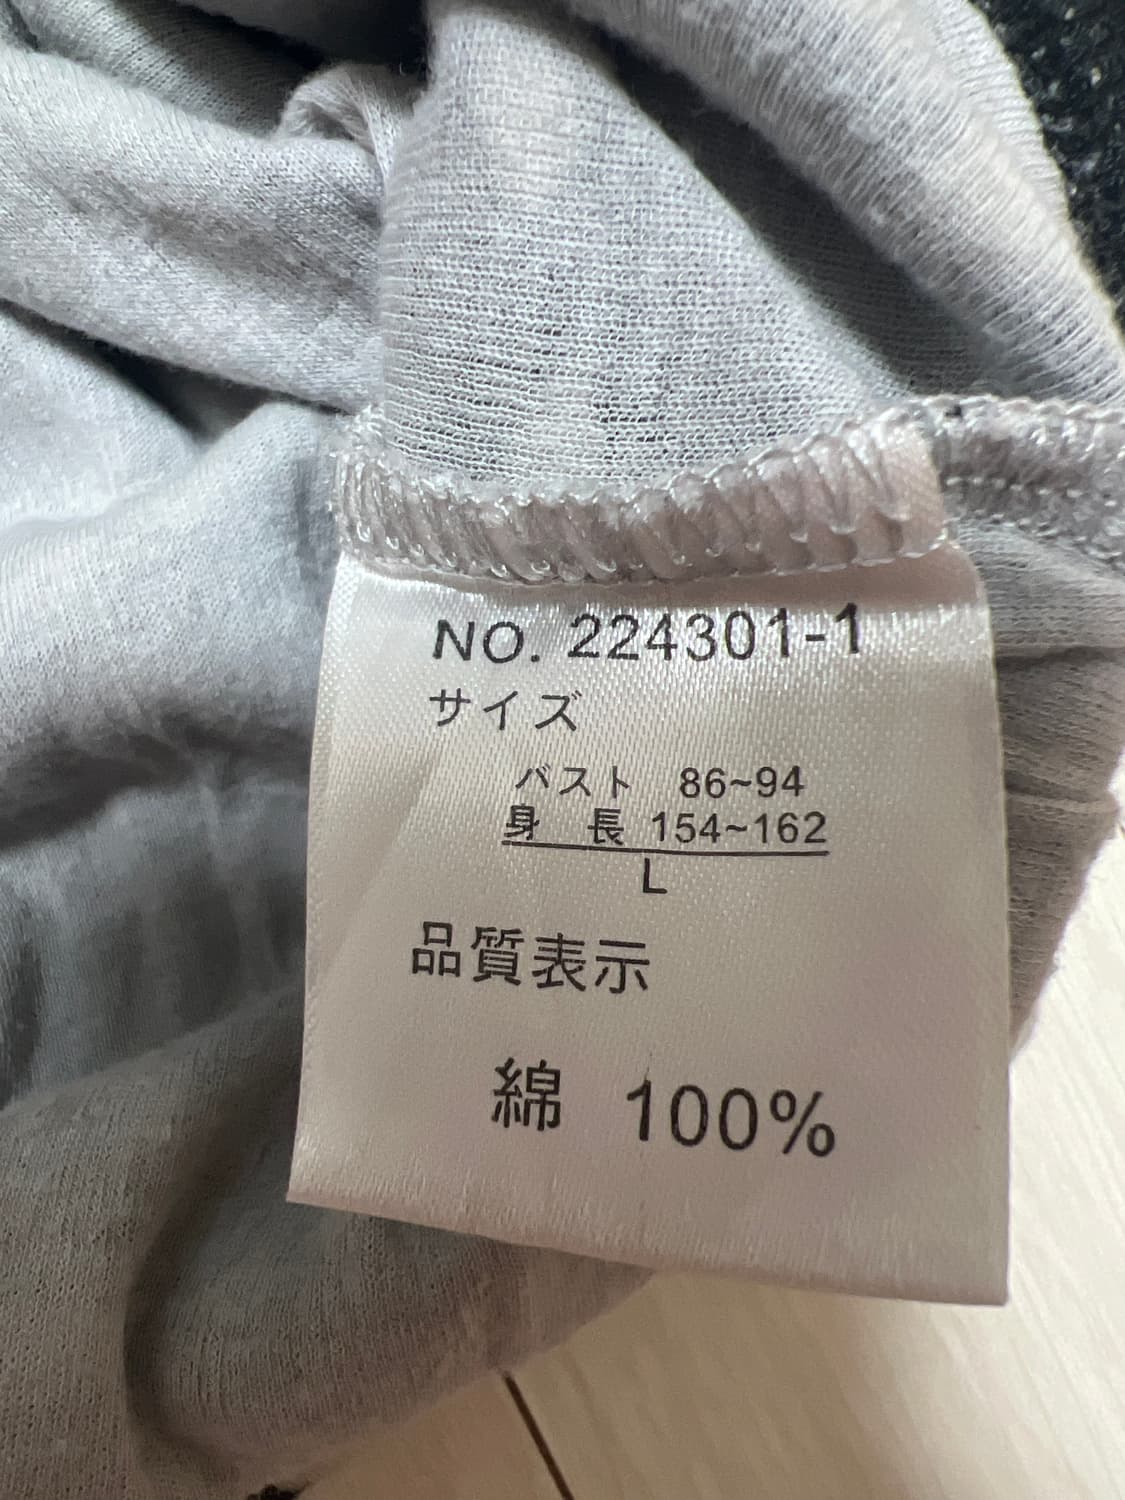 NO. 224301-1
サイズ
バスト 86~94
身 長 154~162
L
品質表示
綿 100%